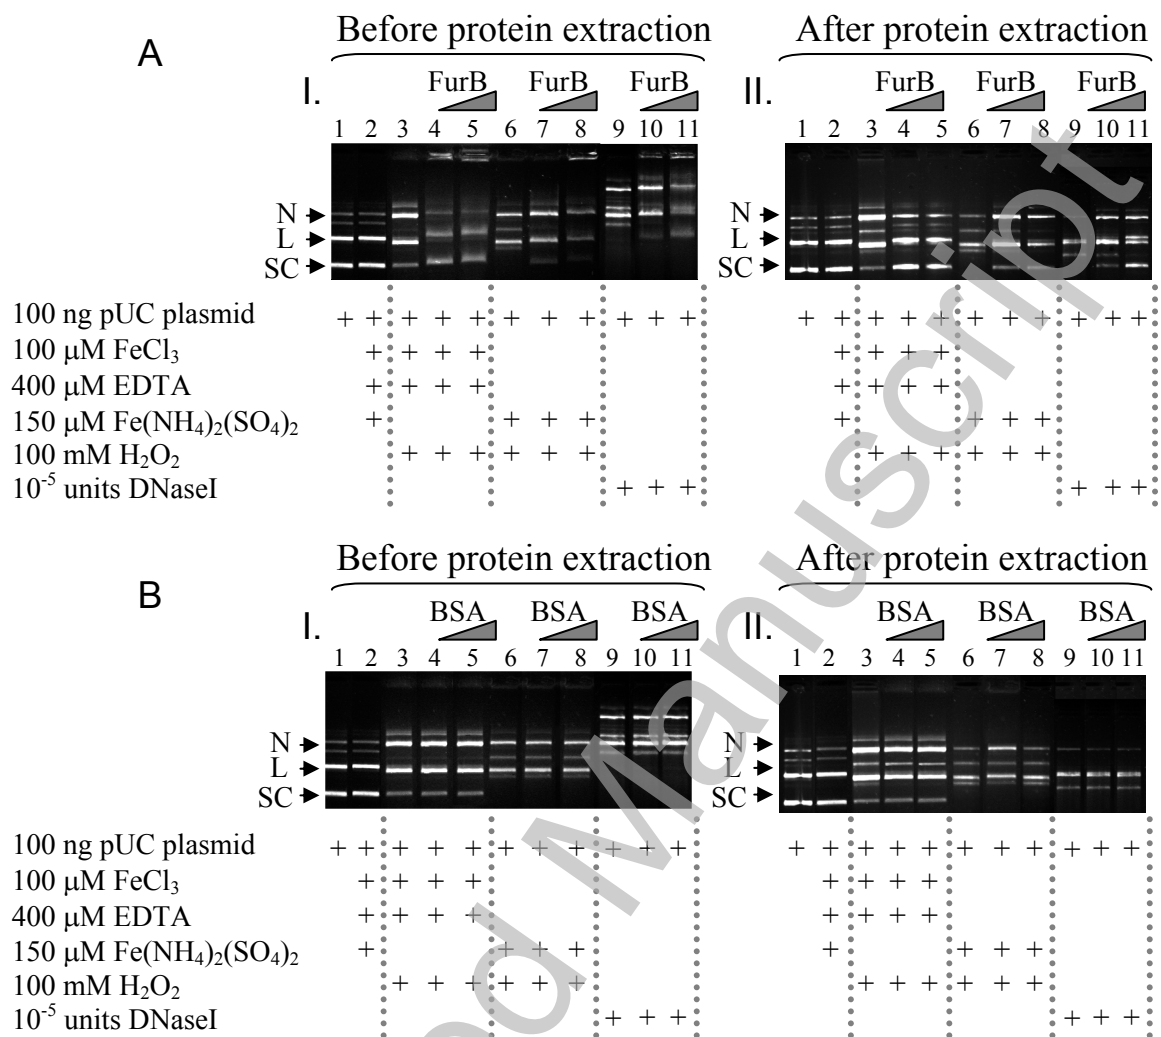 A
Before protein extraction
After protein extraction
I.
FurB FurB FurB
II.
FurB FurB FurB
1 2 3 4 5 6 7 8 9 10 11
1 2 3 4 5 6 7 8 9 10 11
N
L
SC
N
L
SC
100 ng pUC plasmid + + + + + + + + + + + + + + + + + + + + + +
100 μM FeCl₃ + + + + + + + +
400 μM EDTA + + + + + + + +
150 μM Fe(NH₄)₂(SO₄)₂ + + + + + + + +
100 mM H₂O₂ + + + + + + + + + + + +
10⁻⁵ units DNaseI + + + + + +
B
Before protein extraction
After protein extraction
I.
BSA BSA BSA
II.
BSA BSA BSA
1 2 3 4 5 6 7 8 9 10 11
1 2 3 4 5 6 7 8 9 10 11
N
L
SC
N
L
SC
100 ng pUC plasmid + + + + + + + + + + + + + + + + + + + + + +
100 μM FeCl₃ + + + + + + + +
400 μM EDTA + + + + + + + +
150 μM Fe(NH₄)₂(SO₄)₂ + + + + + + + +
100 mM H₂O₂ + + + + + + + + + + + +
10⁻⁵ units DNaseI + + + + + +
Manuscript